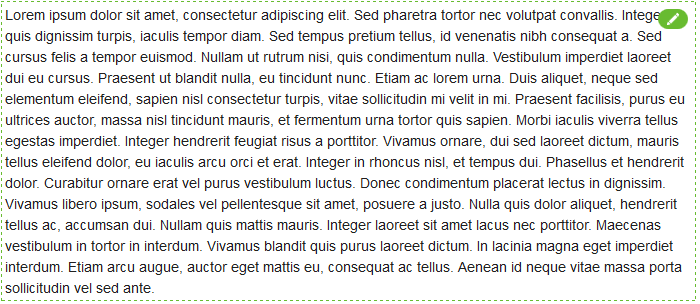 Lorem ipsum dolor sit amet, consectetur adipiscing elit. Sed pharetra tortor nec volutpat convallis.
quis dignissim turpis, iaculis tempor diam. Sed tempus pretium tellus, id venenatis nibh consequat a. Sed
cursus felis a tempor euismod. Nullam ut rutrum nisi, quis condimentum nulla. Vestibulum imperdiet laoreet
dui eu cursus. Praesent ut blandit nulla, eu tincidunt nunc. Etiam ac lorem urna. Duis aliquet, neque sed
elementum eleifend, sapien nisl consectetur turpis, vitae sollicitudin mi velit in mi. Praesent facilisis, purus eu
ultrices auctor, massa nisl tincidunt mauris, et fermentum urna tortor quis sapien. Morbi iaculis viverra tellus
egestas imperdiet. Integer hendrerit feugiat risus a porttitor. Vivamus ornare, dui sed laoreet dictum, mauris
tellus eleifend dolor, eu iaculis arcu orci et erat. Integer in rhoncus nisl, et tempus dui. Phasellus et hendrerit
dolor. Curabitur ornare erat vel purus vestibulum luctus. Donec condimentum placerat lectus in dignissim.
Vivamus libero ipsum, sodales vel pellentesque sit amet, posuere a justo. Nulla quis dolor aliquet, hendrerit
tellus ac, accumsan dui. Nullam quis mattis mauris. Integer laoreet sit amet lacus nec porttitor. Maecenas
vestibulum in tortor in interdum. Vivamus blandit quis purus laoreet dictum. In lacinia magna eget imperdiet
interdum. Etiam arcu augue, auctor eget mattis eu, consequat ac tellus. Aenean id neque vitae massa porta
sollicitudin vel sed ante.